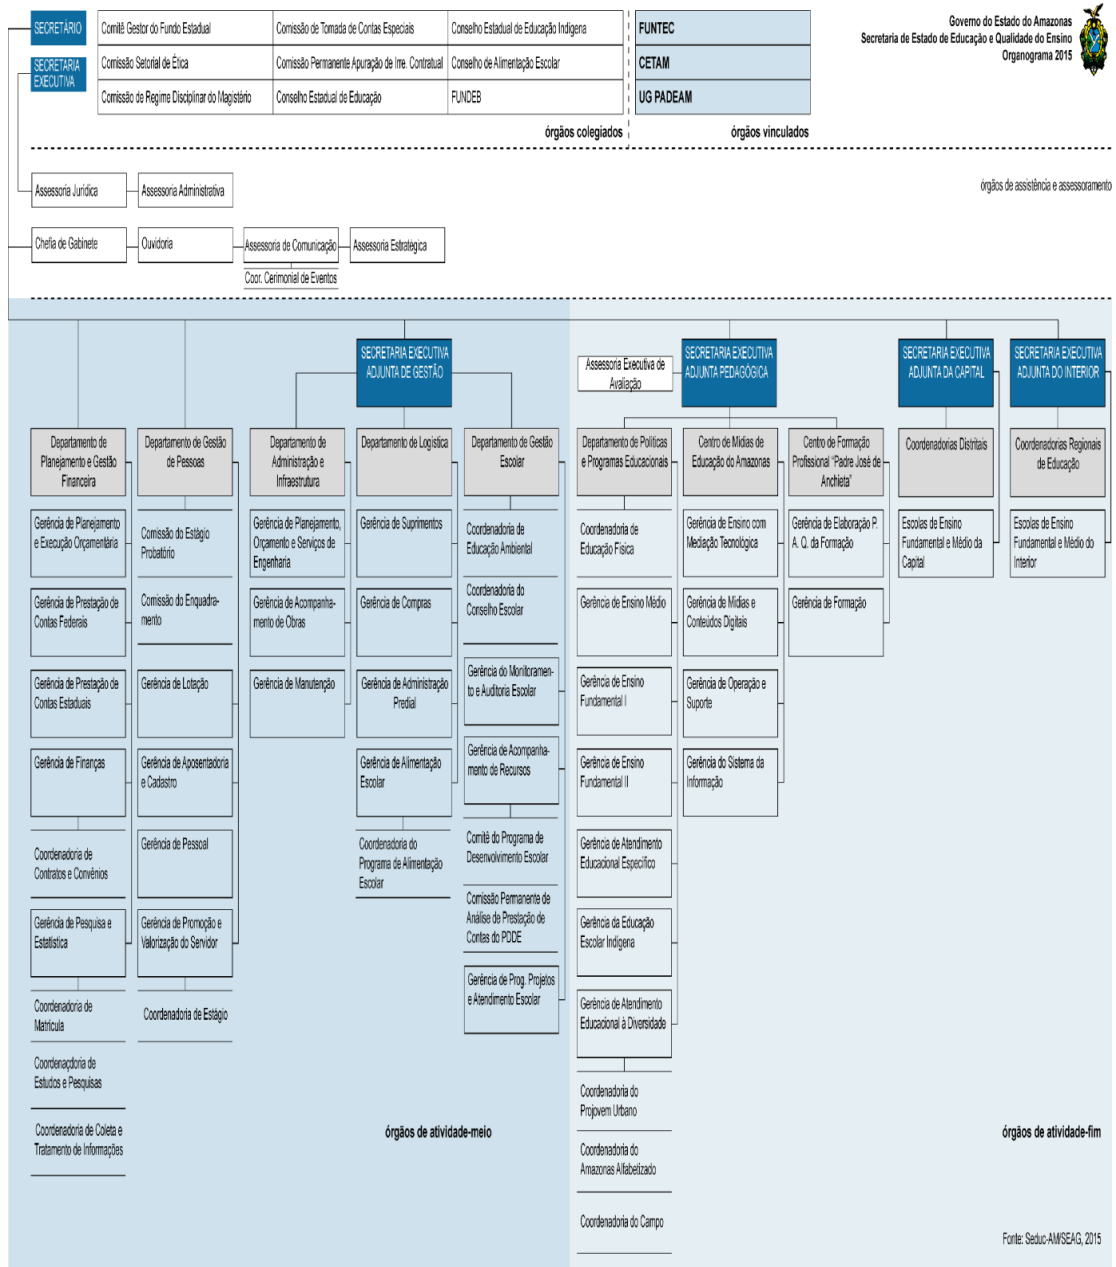 SECRETÁRIO
SECRETARIA
EXECUTIVA
Comitê Gestor do Fundo Estadual
Comissão de Tomada de Contas Especiais
Conselho Estadual de Educação Indígena
Comissão Setorial de Ética
Comissão Permanente Apuração de Irre. Contratual
Conselho de Alimentação Escolar
Comissão de Regime Disciplinar do Magistério
Conselho Estadual de Educação
FUNDEB
órgãos colegiados
FUNTEC
CETAM
UG PADEAM
órgãos vinculados
Governo do Estado do Amazonas
Secretaria de Estado de Educação e Qualidade do Ensino
Organograma 2015
Assessoria Jurídica
Assessoria Administrativa
órgãos de assistência e assessoramento
Chefia de Gabinete
Ouvidoria
Assessoria de Comunicação
Assessoria Estratégica
Coor. Cerimonial de Eventos
SECRETARIA EXECUTIVA
ADJUNTA DE GESTÃO
Assessoria Executiva de
Avaliação
SECRETARIA EXECUTIVA
ADJUNTA PEDAGÓGICA
SECRETARIA EXECUTIVA
ADJUNTA DA CAPITAL
SECRETARIA EXECUTIVA
ADJUNTA DO INTERIOR
Departamento de
Planejamento e Gestão
Financeira
Gerência de Planejamento
e Execução Orçamentária
Gerência de Prestação de
Contas Federais
Gerência de Prestação de
Contas Estaduais
Gerência de Finanças
Coordenadoria de
Contratos e Convênios
Gerência de Pesquisa e
Estatística
Coordenadoria de
Matrícula
Coordenaçdoria de
Estudos e Pesquisas
Coordenadoria de Coleta e
Tratamento de Informações
Departamento de Gestão
de Pessoas
Comissão do Estágio
Probatório
Comissão do Enquadra-
mento
Gerência de Lotação
Gerência de Aposentadoria
e Cadastro
Gerência de Pessoal
Gerência de Promoção e
Valorização do Servidor
Coordenadoria de Estágio
Departamento de
Administração e
Infraestrutura
Gerência de Planejamento,
Orçamento e Serviços de
Engenharia
Gerência de Acompanha-
mento de Obras
Gerência de Manutenção
Departamento de Logística
Gerência de Suprimentos
Gerência de Compras
Gerência de Administração
Predial
Gerência de Alimentação
Escolar
Coordenadoria do
Programa de Alimentação
Escolar
Departamento de Gestão
Escolar
Coordenadoria de
Educação Ambiental
Coordenadoria do
Conselho Escolar
Gerência do Monitoramen-
to e Auditoria Escolar
Gerência de Acompanha-
mento de Recursos
Comitê do Programa de
Desenvolvimento Escolar
Comissão Permanente de
Análise de Prestação de
Contas do PDDE
Gerência de Prog. Projetos
e Atendimento Escolar
órgãos de atividade-meio
Departamento de Políticas
e Programas Educacionais
Coordenadoria de
Educação Física
Gerência de Ensino Médio
Gerência de Ensino
Fundamental I
Gerência de Ensino
Fundamental II
Gerência de Atendimento
Educacional Específico
Gerência da Educação
Escolar Indígena
Gerência de Atendimento
Educacional à Diversidade
Coordenadoria do
Projovem Urbano
Coordenadoria do
Amazonas Alfabetizado
Coordenadoria do Campo
Centro de Mídias de
Educação do Amazonas
Gerência de Ensino com
Mediação Tecnológica
Gerência de Mídias e
Conteúdos Digitais
Gerência de Operação e
Suporte
Gerência do Sistema da
Informação
Centro de Formação
Profissional "Padre José de
Anchieta"
Gerência de Elaboração P.
A. Q. da Formação
Gerência de Formação
Coordenadorias Distritais
Escolas de Ensino
Fundamental e Médio da
Capital
Coordenadorias Regionais
de Educação
Escolas de Ensino
Fundamental e Médio do
Interior
órgãos de atividade-fim
Fonte: Seduc-AM/SEAG, 2015